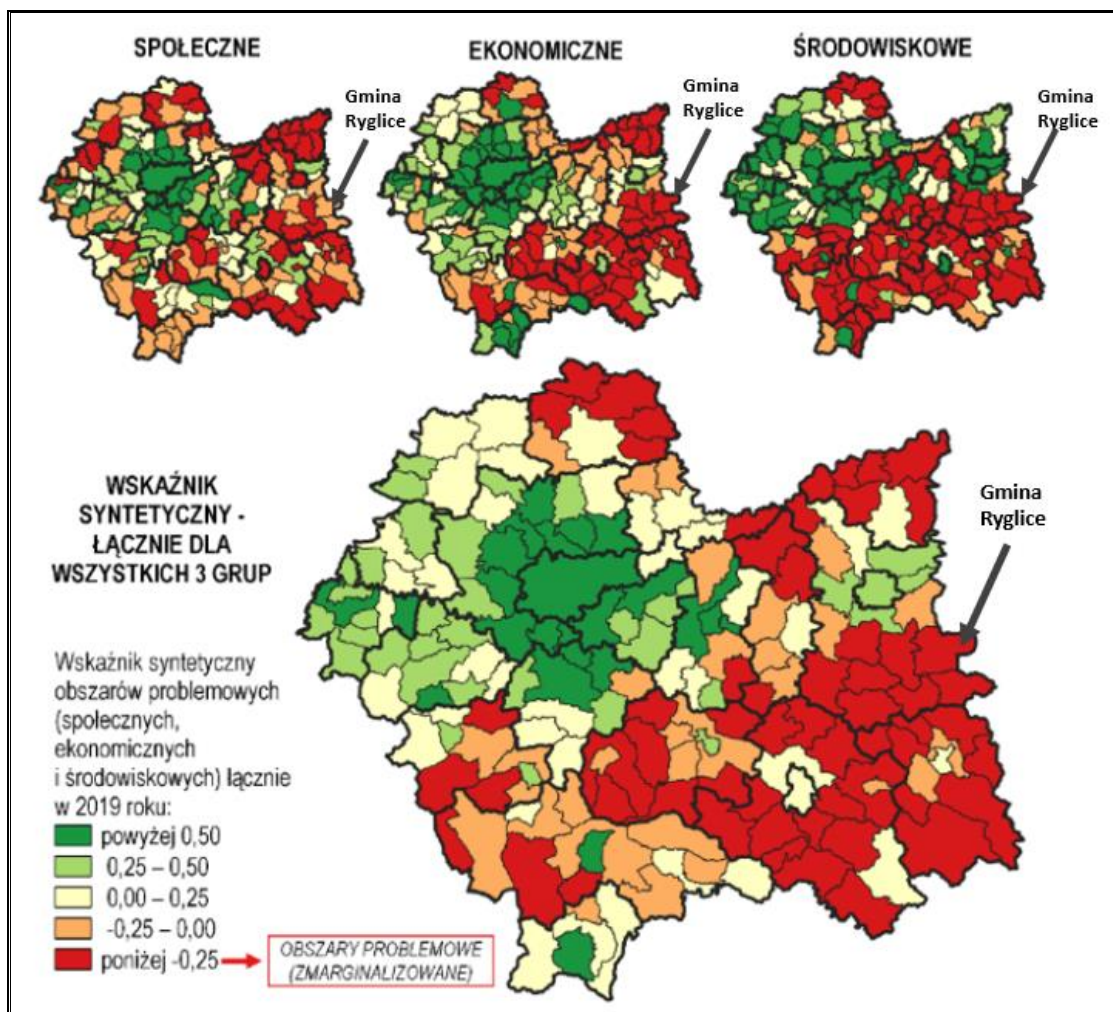 SPOŁECZNE
EKONOMICZNE
ŚRODOWISKOWE
Gmina
Ryglice
Gmina
Ryglice
Gmina
Ryglice
WSKAŹNIK
SYNTETYCZNY -
ŁĄCZNIE DLA
WSZYSTKICH 3 GRUP
Gmina
Ryglice
Wskaźnik syntetyczny
obszarów problemowych
(społecznych,
ekonomicznych
i środowiskowych) łącznie
w 2019 roku:
powyżej 0,50
0,25 – 0,50
0,00 – 0,25
-0,25 – 0,00
poniżej -0,25
OBSZARY PROBLEMOWE
(ZMARGINALIZOWANE)